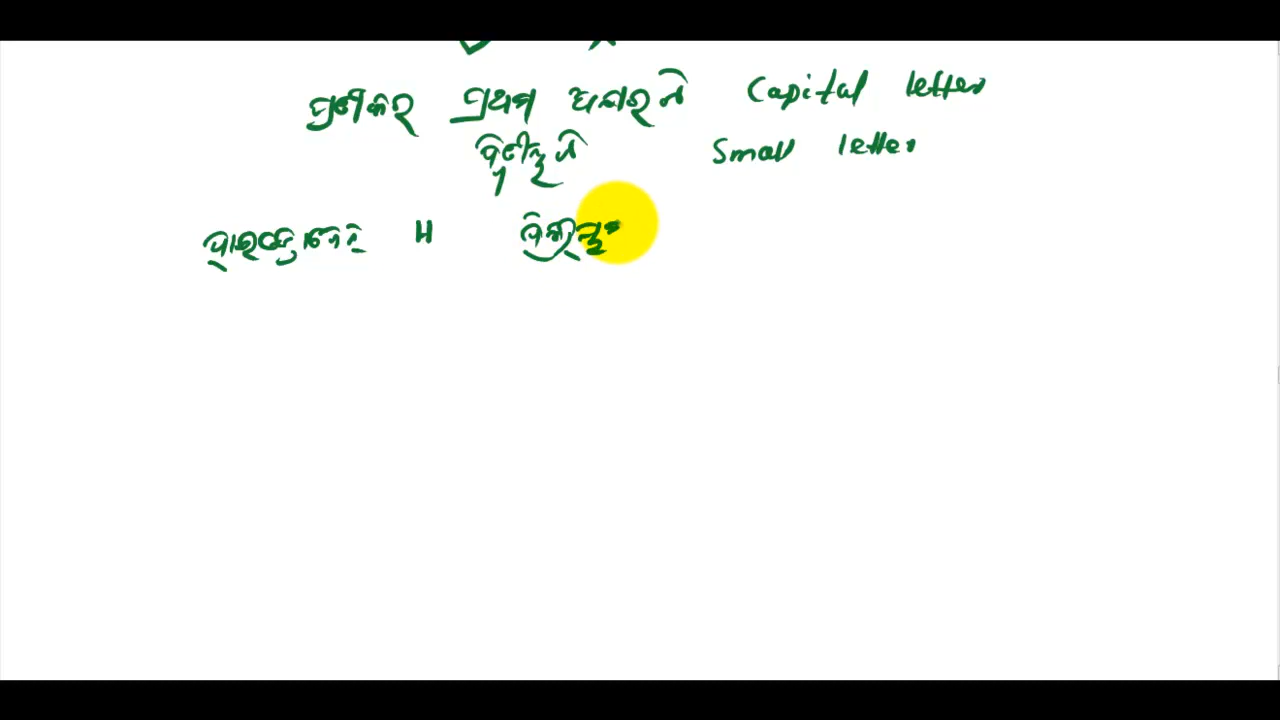 ପ୍ରତୀକର ପ୍ରଥମ ଅକ୍ଷରଟି Capital letter
ଦ୍ୱିତୀୟଟି Small letter
ହାଇଡ୍ରୋଜେନ୍ H